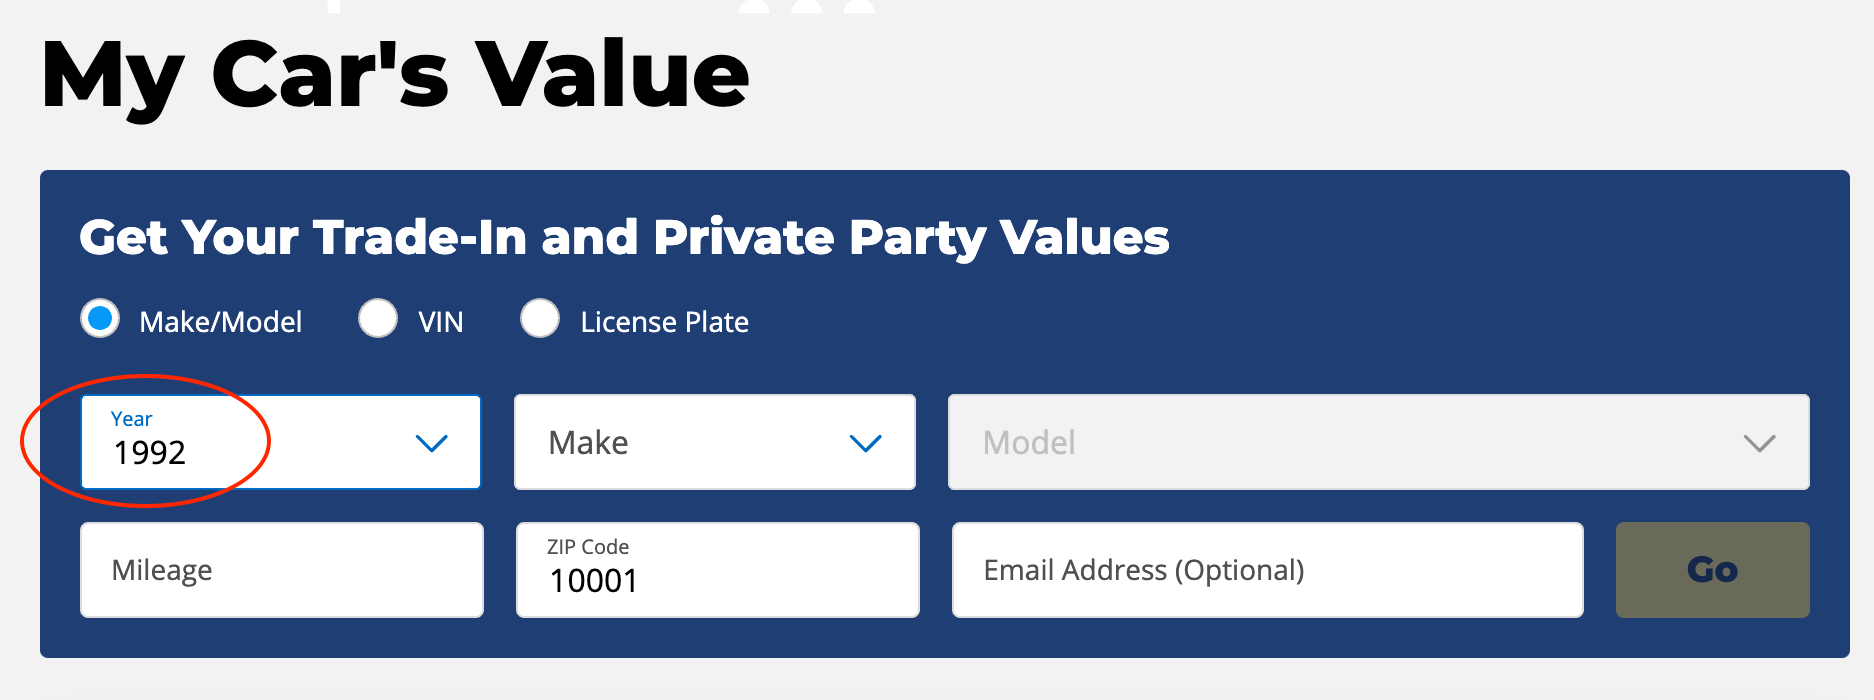 My Car's Value
Get Your Trade-In and Private Party Values
Make/Model VIN License Plate
Year
1992
Make
Model
Mileage
ZIP Code
10001
Email Address (Optional)
Go